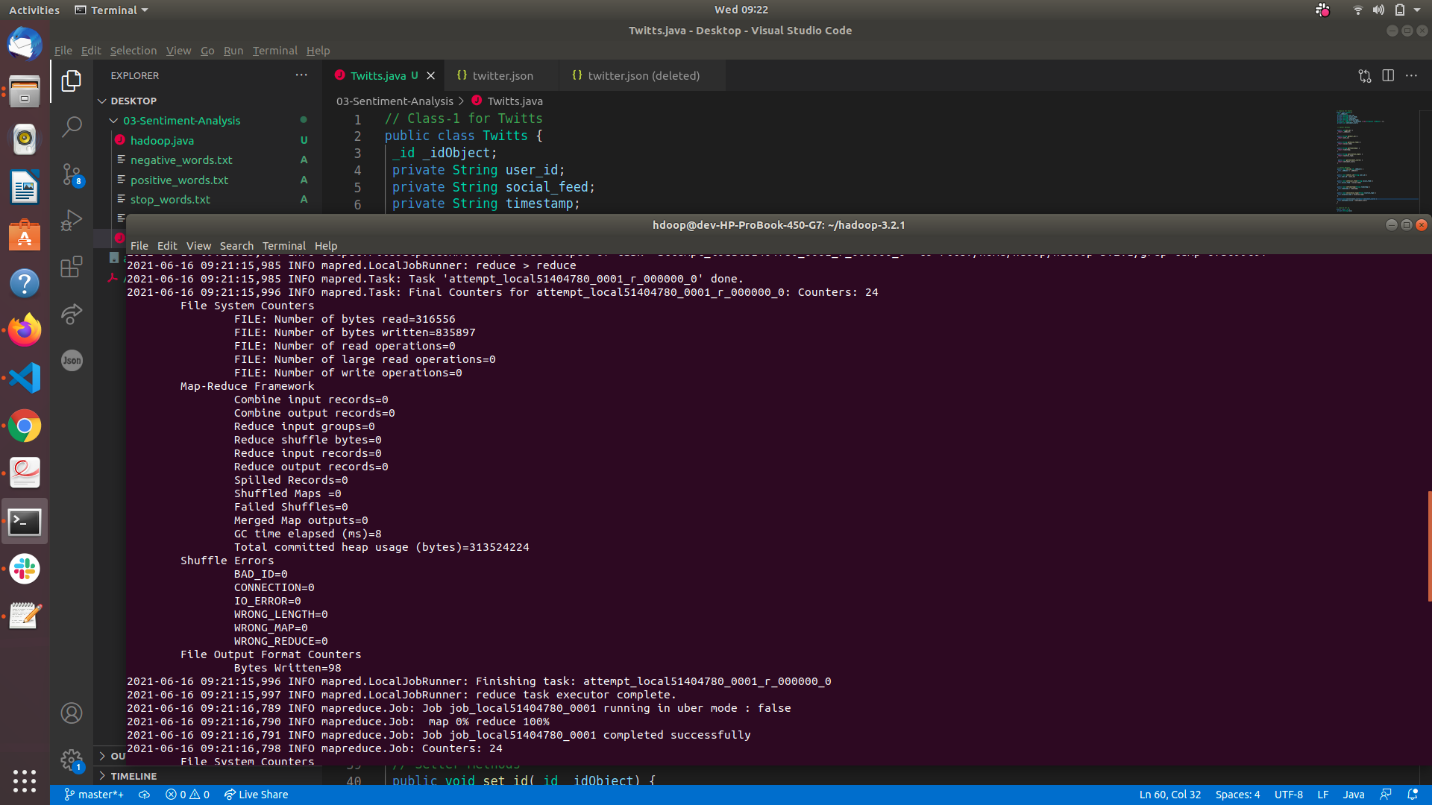 Activities
Terminal
Wed 09:22
Twitts.java - Desktop - Visual Studio Code
File Edit Selection View Go Run Terminal Help
EXPLORER
Twitts.java U
twitter.json
twitter.json (deleted)
DESKTOP
03-Sentiment-Analysis > Twitts.java
03-Sentiment-Analysis
hadoop.java U
negative_words.txt A
positive_words.txt A
stop_words.txt A
1 // Class-1 for Twitts
2 public class Twitts {
3 _id _idObject;
4 private String user_id;
5 private String social_feed;
6 private String timestamp;
8
Json
hdoop@dev-HP-ProBook-450-G7: ~/hadoop-3.2.1
File Edit View Search Terminal Help
2021-06-16 09:21:15,985 INFO mapred.LocalJobRunner: reduce > reduce
2021-06-16 09:21:15,985 INFO mapred.Task: Task 'attempt_local51404780_0001_r_000000_0' done.
2021-06-16 09:21:15,996 INFO mapred.Task: Final Counters for attempt_local51404780_0001_r_000000_0: Counters: 24
File System Counters
FILE: Number of bytes read=316556
FILE: Number of bytes written=835897
FILE: Number of read operations=0
FILE: Number of large read operations=0
FILE: Number of write operations=0
Map-Reduce Framework
Combine input records=0
Combine output records=0
Reduce input groups=0
Reduce shuffle bytes=0
Reduce input records=0
Reduce output records=0
Spilled Records=0
Shuffled Maps =0
Failed Shuffles=0
Merged Map outputs=0
GC time elapsed (ms)=8
Total committed heap usage (bytes)=313524224
Shuffle Errors
BAD_ID=0
CONNECTION=0
IO_ERROR=0
WRONG_LENGTH=0
WRONG_MAP=0
WRONG_REDUCE=0
File Output Format Counters
Bytes Written=98
2021-06-16 09:21:15,996 INFO mapred.LocalJobRunner: Finishing task: attempt_local51404780_0001_r_000000_0
2021-06-16 09:21:15,997 INFO mapred.LocalJobRunner: reduce task executor complete.
2021-06-16 09:21:16,789 INFO mapreduce.Job: Job job_local51404780_0001 running in uber mode : false
2021-06-16 09:21:16,790 INFO mapreduce.Job:  map 0% reduce 100%
2021-06-16 09:21:16,791 INFO mapreduce.Job: Job job_local51404780_0001 completed successfully
2021-06-16 09:21:16,798 INFO mapreduce.Job: Counters: 24
File System Counters
OU
TIMELINE
39 // Setter Methods
40 public void set_id(_id _idObject) {
1
master*+
0 0
Live Share
Ln 60, Col 32
Spaces: 4
UTF-8
LF
Java